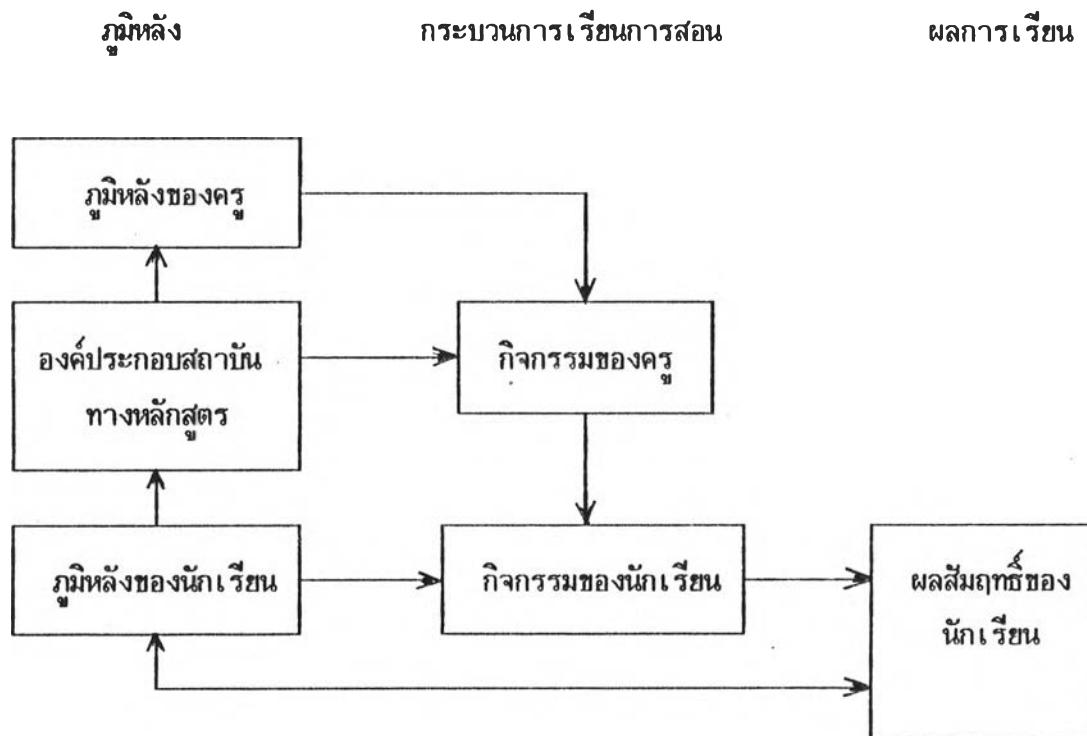 ภูมิหลัง กระบวนการเรียนการสอน ผลการเรียน
ภูมิหลังของครู
องค์ประกอบสถาบัน
ทางหลักสูตร
กิจกรรมของครู
ภูมิหลังของนักเรียน
กิจกรรมของนักเรียน
ผลสัมฤทธิ์ของ
นักเรียน